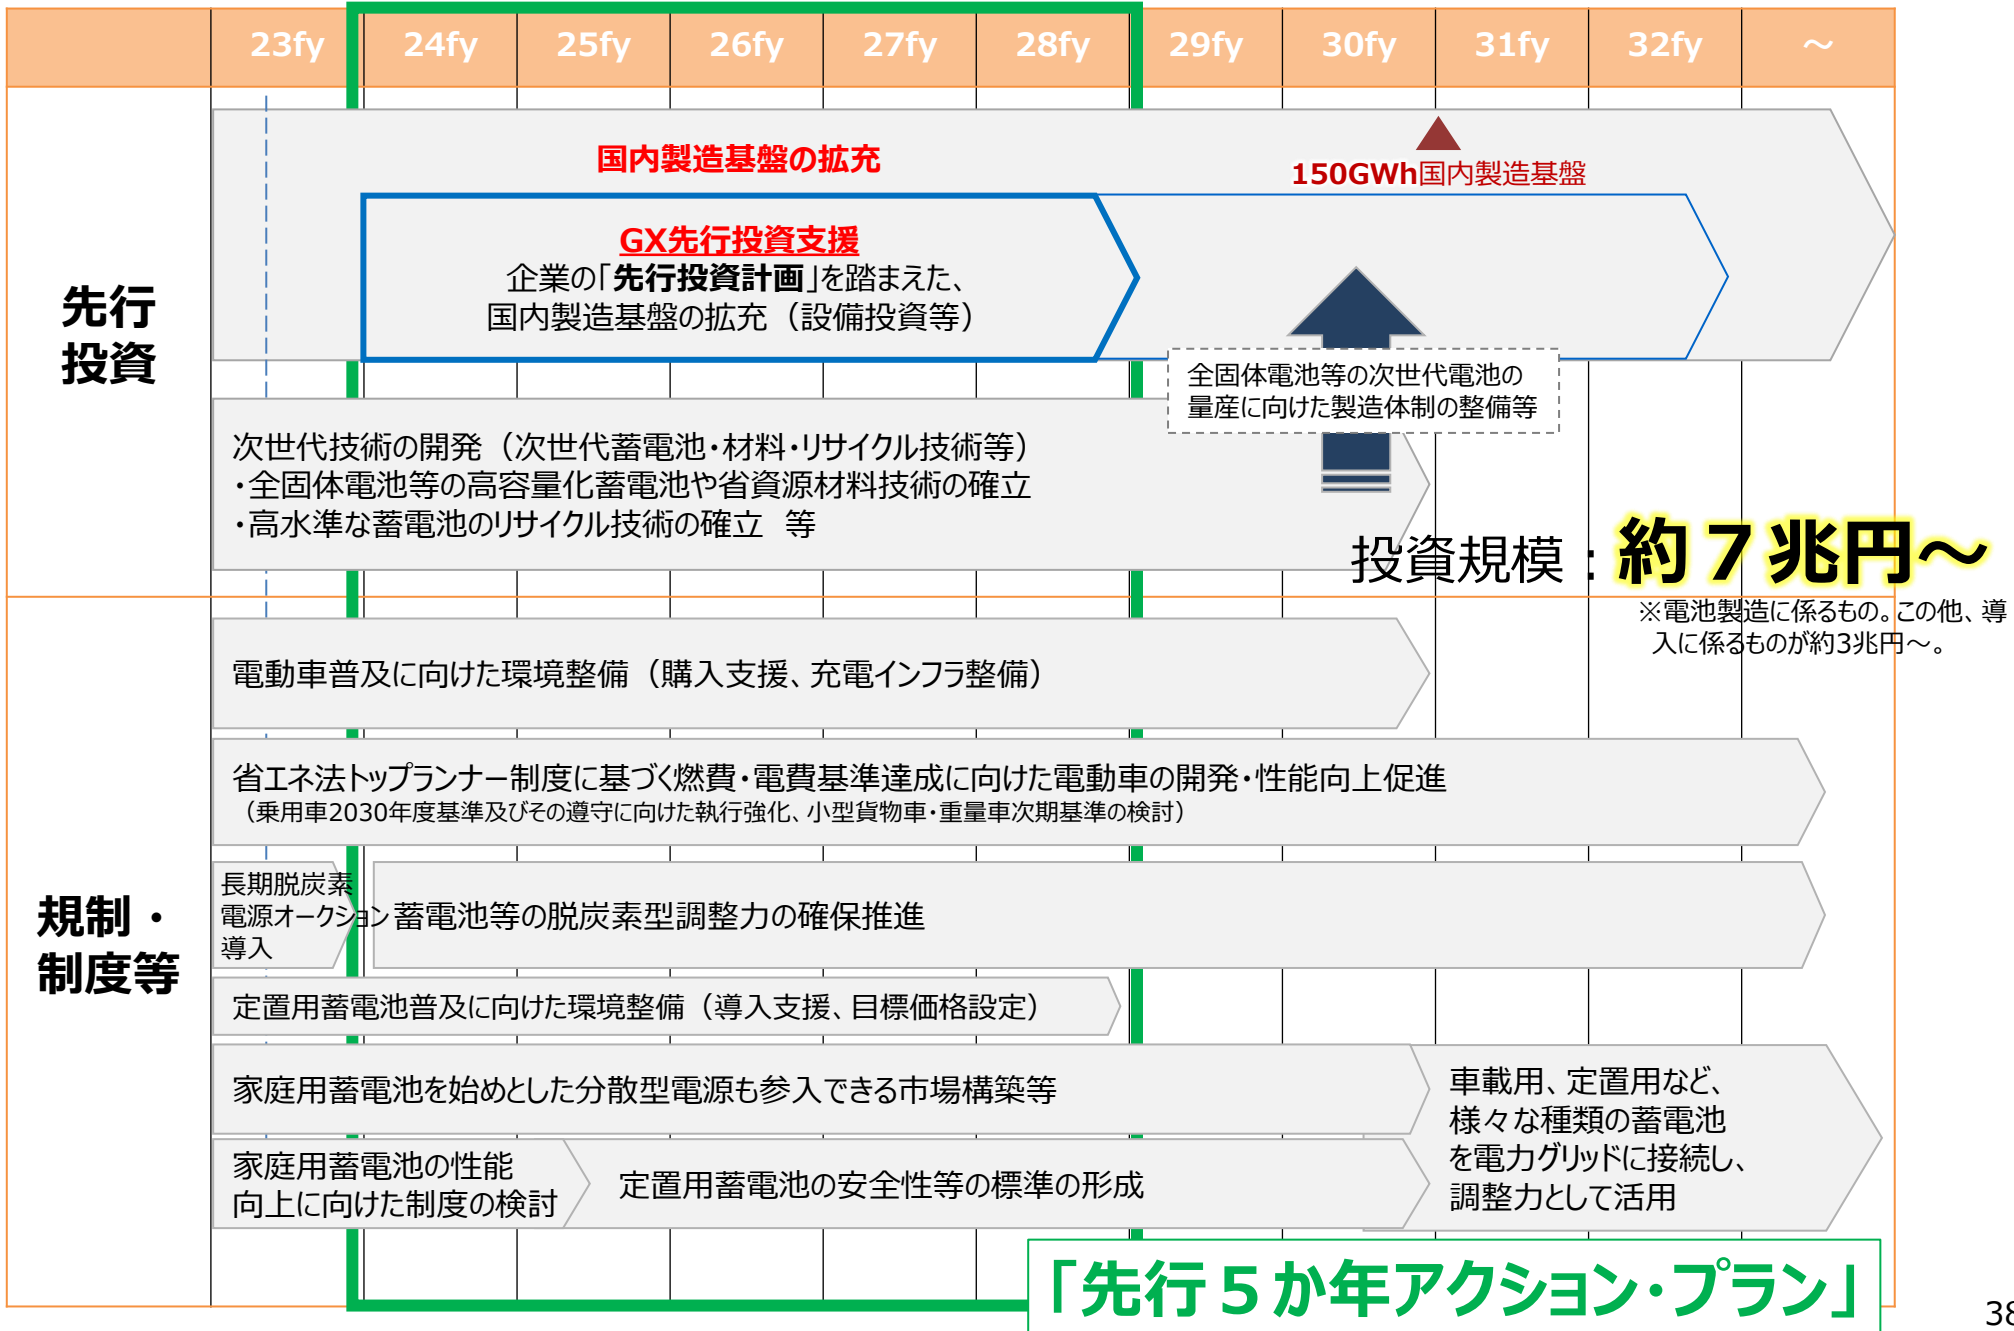 23fy 24fy 25fy 26fy 27fy 28fy 29fy 30fy 31fy 32fy ～
先行
投資
国内製造基盤の拡充
150GWh国内製造基盤
GX先行投資支援
企業の「先行投資計画」を踏まえた、
国内製造基盤の拡充（設備投資等）
全固体電池等の次世代電池の
量産に向けた製造体制の整備等
次世代技術の開発（次世代蓄電池・材料・リサイクル技術等）
・全固体電池等の高容量化蓄電池や省資源材料技術の確立
・高水準な蓄電池のリサイクル技術の確立　等
投資規模：約７兆円～
※電池製造に係るもの。この他、導
入に係るものが約3兆円～。
規制・
制度等
電動車普及に向けた環境整備（購入支援、充電インフラ整備）
省エネ法トップランナー制度に基づく燃費・電費基準達成に向けた電動車の開発・性能向上促進
（乗用車2030年度基準及びその遵守に向けた執行強化、小型貨物車・重量車次期基準の検討）
長期脱炭素
電源オークション
導入
蓄電池等の脱炭素型調整力の確保推進
定置用蓄電池普及に向けた環境整備（導入支援、目標価格設定）
家庭用蓄電池を始めとした分散型電源も参入できる市場構築等
家庭用蓄電池の性能
向上に向けた制度の検討
定置用蓄電池の安全性等の標準の形成
車載用、定置用など、
様々な種類の蓄電池
を電力グリッドに接続し、
調整力として活用
「先行５か年アクション・プラン」
38